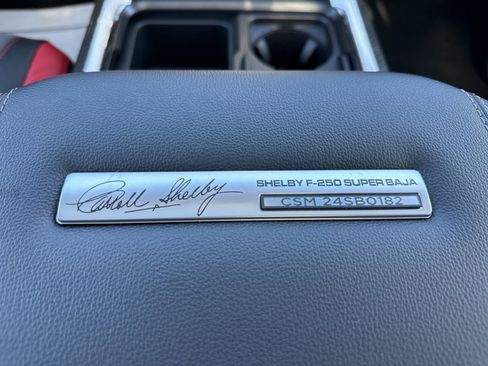 Carroll Shelby
SHELBY F-250 SUPER BAJA
CSM 24SB0182